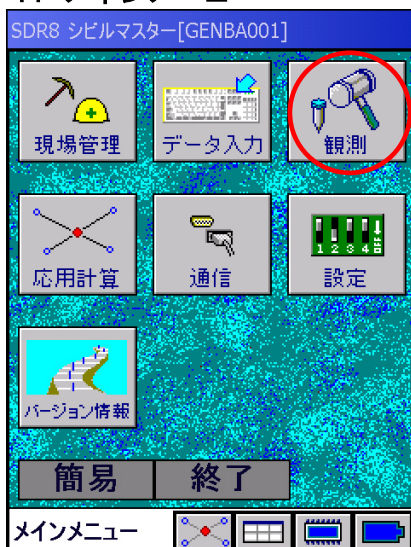 SDR8 シビルマスター[GENBA001]
現場管理 データ入力 観測
1 2 3 4
応用計算 通信 設定
バージョン情報
簡易 終了
メインメニュー